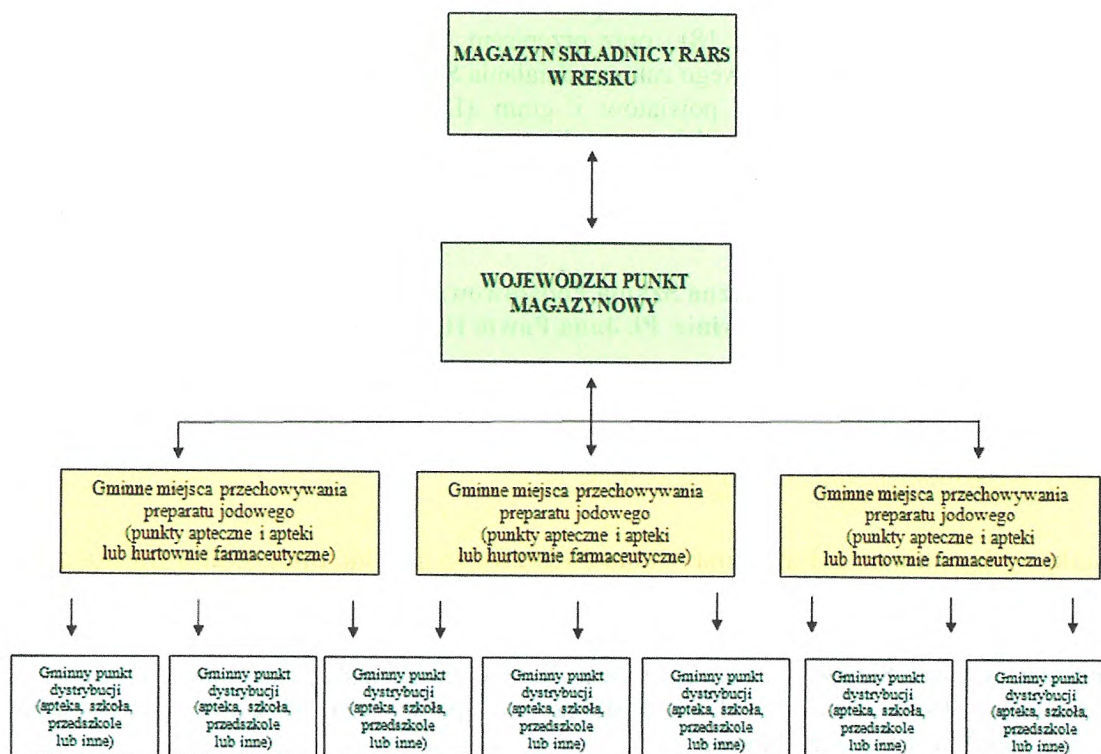 MAGAZYN SKŁADNICY RARS
W RESKU
WOJEWÓDZKI PUNKT
MAGAZYNOWY
Gminne miejsca przechowywania
preparatu jodowego
(punkty apteczne i apteki
lub hurtownie farmaceutyczne)
Gminne miejsca przechowywania
preparatu jodowego
(punkty apteczne i apteki
lub hurtownie farmaceutyczne)
Gminne miejsca przechowywania
preparatu jodowego
(punkty apteczne i apteki
lub hurtownie farmaceutyczne)
Gminny punkt
dystrybucji
(apteka, szkoła,
przedszkole
lub inne)
Gminny punkt
dystrybucji
(apteka, szkoła,
przedszkole
lub inne)
Gminny punkt
dystrybucji
(apteka, szkoła,
przedszkole
lub inne)
Gminny punkt
dystrybucji
(apteka, szkoła,
przedszkole
lub inne)
Gminny punkt
dystrybucji
(apteka, szkoła,
przedszkole
lub inne)
Gminny punkt
dystrybucji
(apteka, szkoła,
przedszkole
lub inne)
Gminny punkt
dystrybucji
(apteka, szkoła,
przedszkole
lub inne)